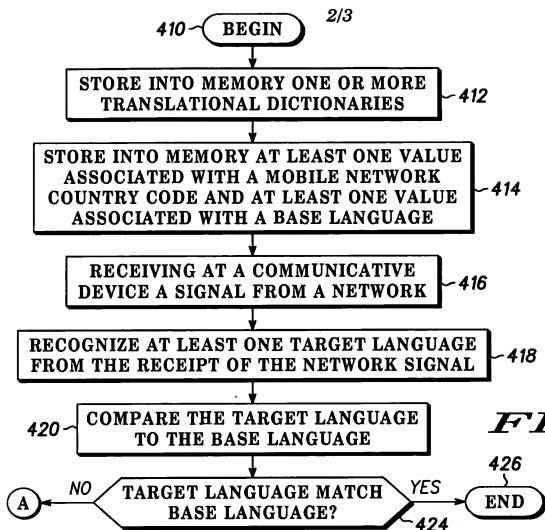 2/3
410
BEGIN
STORE INTO MEMORY ONE OR MORE
TRANSLATIONAL DICTIONARIES
412
STORE INTO MEMORY AT LEAST ONE VALUE
ASSOCIATED WITH A MOBILE NETWORK
COUNTRY CODE AND AT LEAST ONE VALUE
ASSOCIATED WITH A BASE LANGUAGE
414
RECEIVING AT A COMMUNICATIVE
DEVICE A SIGNAL FROM A NETWORK
416
RECOGNIZE AT LEAST ONE TARGET LANGUAGE
FROM THE RECEIPT OF THE NETWORK SIGNAL
418
420
COMPARE THE TARGET LANGUAGE
TO THE BASE LANGUAGE
A
NO
TARGET LANGUAGE MATCH
BASE LANGUAGE?
424
YES
426
END